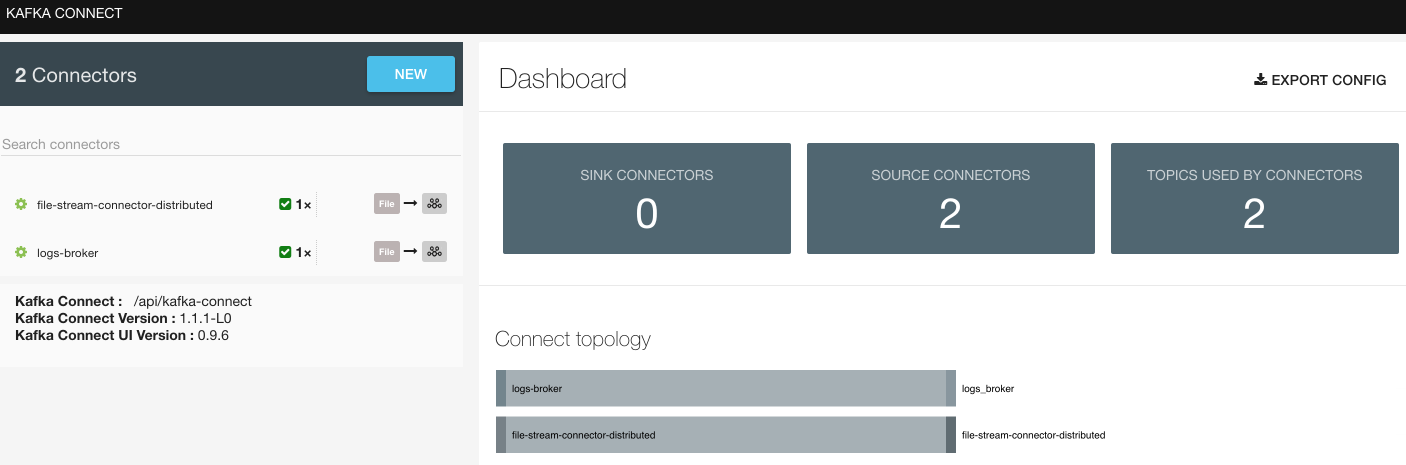 KAFKA CONNECT
2 Connectors
NEW
Search connectors
file-stream-connector-distributed 1× File
logs-broker 1× File
Kafka Connect : /api/kafka-connect
Kafka Connect Version : 1.1.1-L0
Kafka Connect UI Version : 0.9.6
Dashboard
EXPORT CONFIG
SINK CONNECTORS
0
SOURCE CONNECTORS
2
TOPICS USED BY CONNECTORS
2
Connect topology
logs-broker logs_broker
file-stream-connector-distributed file-stream-connector-distributed